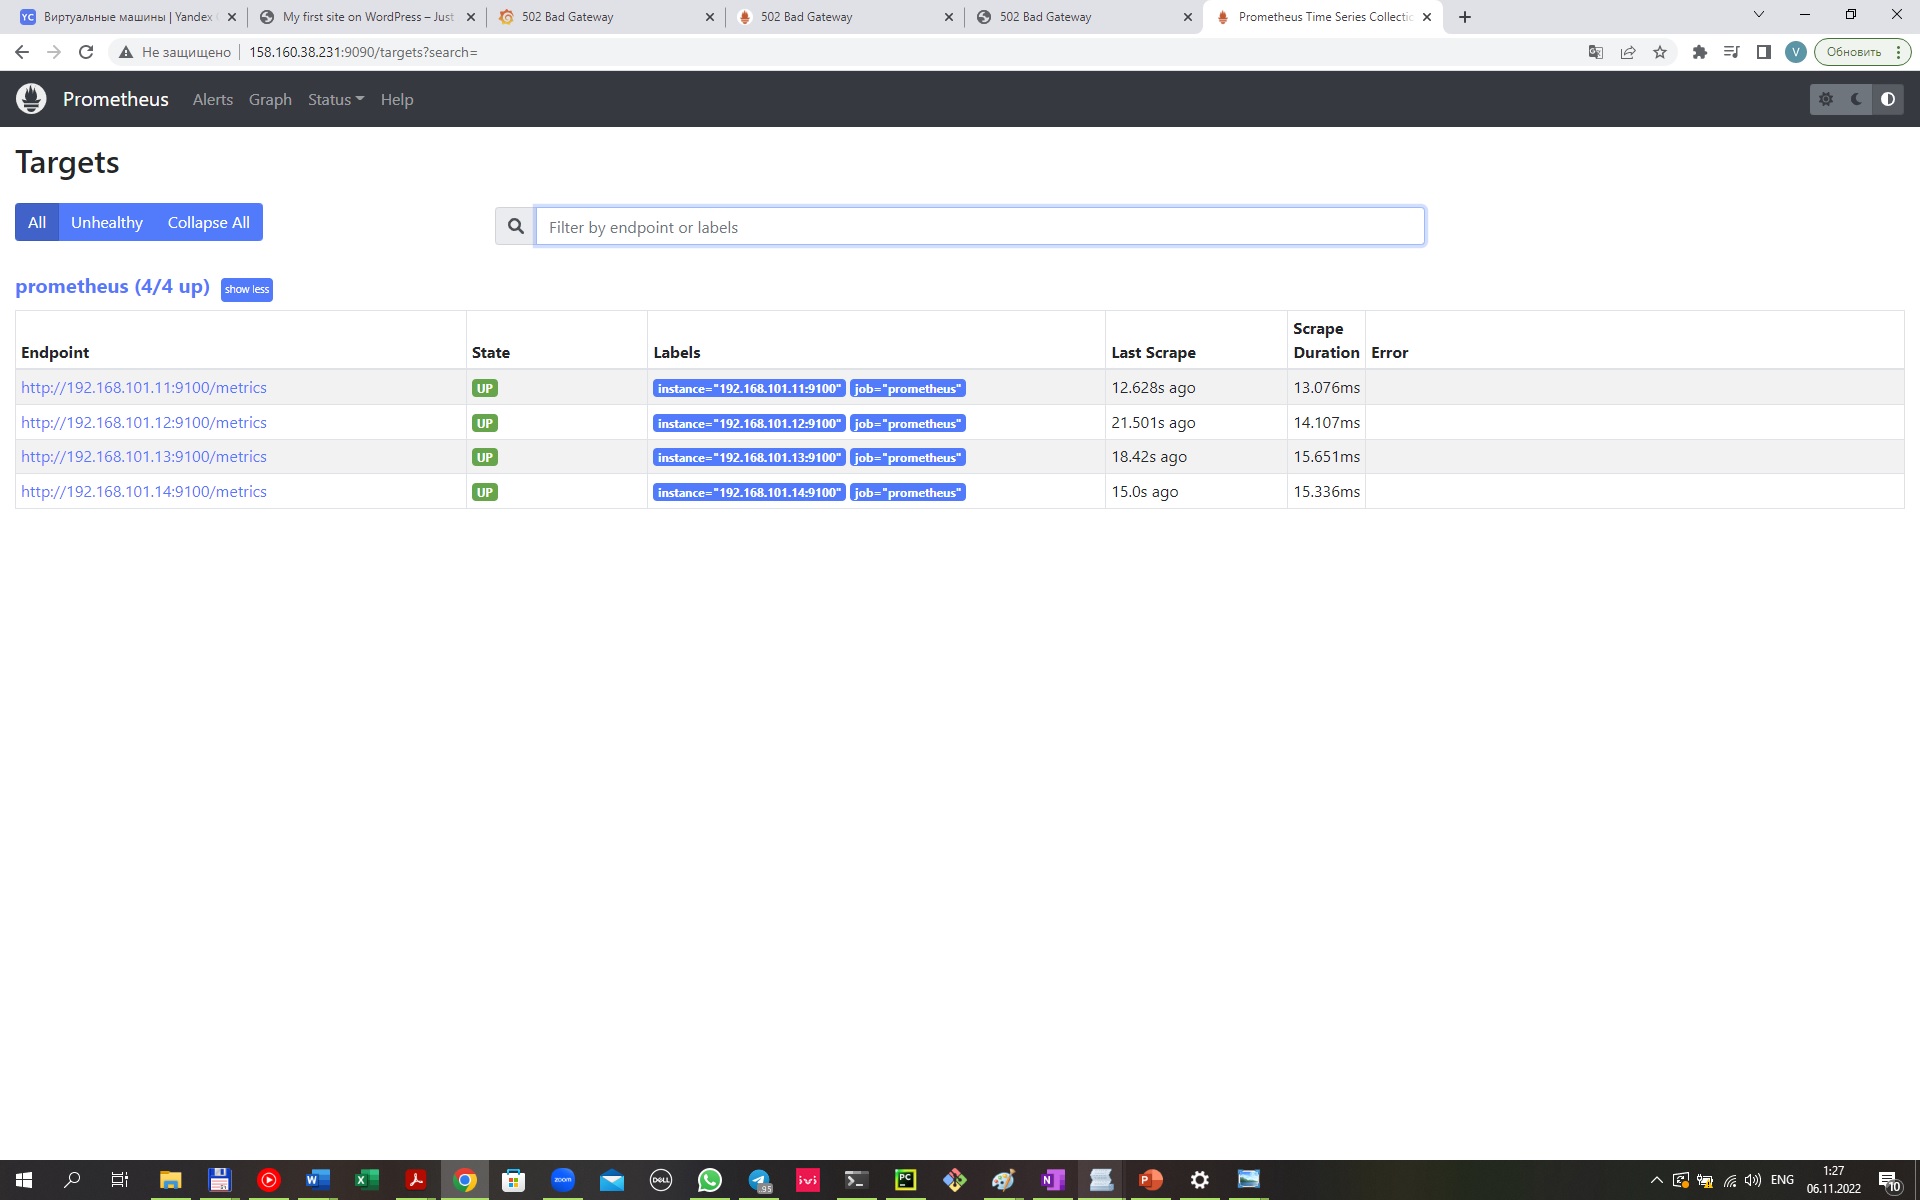 YC Виртуальные машины | Yandex
My first site on WordPress – Just
502 Bad Gateway
502 Bad Gateway
502 Bad Gateway
Prometheus Time Series Collectio
Не защищено 158.160.38.231:9090/targets?search=
V Обновить
Prometheus Alerts Graph Status Help
Targets
All Unhealthy Collapse All
Filter by endpoint or labels
prometheus (4/4 up) show less
Endpoint State Labels Last Scrape Scrape Duration Error
http://192.168.101.11:9100/metrics UP instance="192.168.101.11:9100" job="prometheus" 12.628s ago 13.076ms
http://192.168.101.12:9100/metrics UP instance="192.168.101.12:9100" job="prometheus" 21.501s ago 14.107ms
http://192.168.101.13:9100/metrics UP instance="192.168.101.13:9100" job="prometheus" 18.42s ago 15.651ms
http://192.168.101.14:9100/metrics UP instance="192.168.101.14:9100" job="prometheus" 15.0s ago 15.336ms
W X zoom DELL 95 ivi PC N P ENG 1:27
06.11.2022 10